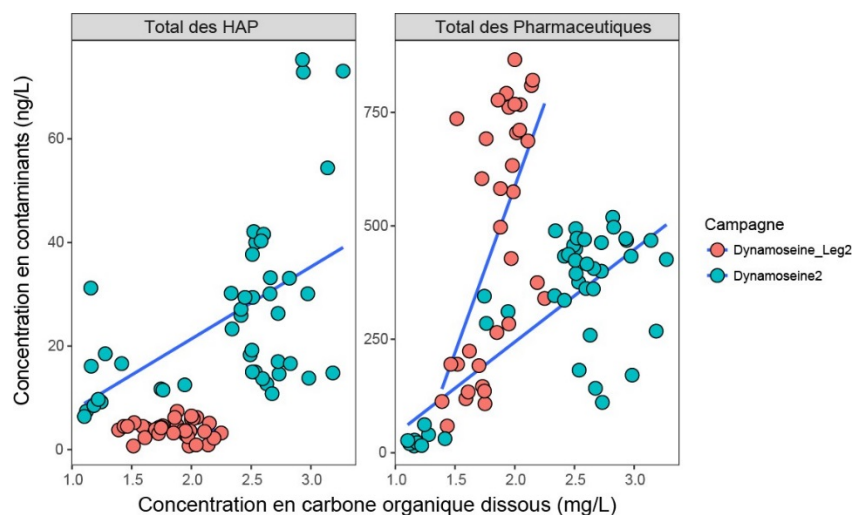 Total des HAP
Total des Pharmaceutiques
Concentration en contaminants (ng/L)
60
40
20
0
750
500
250
0
1.0 1.5 2.0 2.5 3.0
1.0 1.5 2.0 2.5 3.0
Concentration en carbone organique dissous (mg/L)
Campagne
Dynamoseine_Leg2
Dynamoseine2